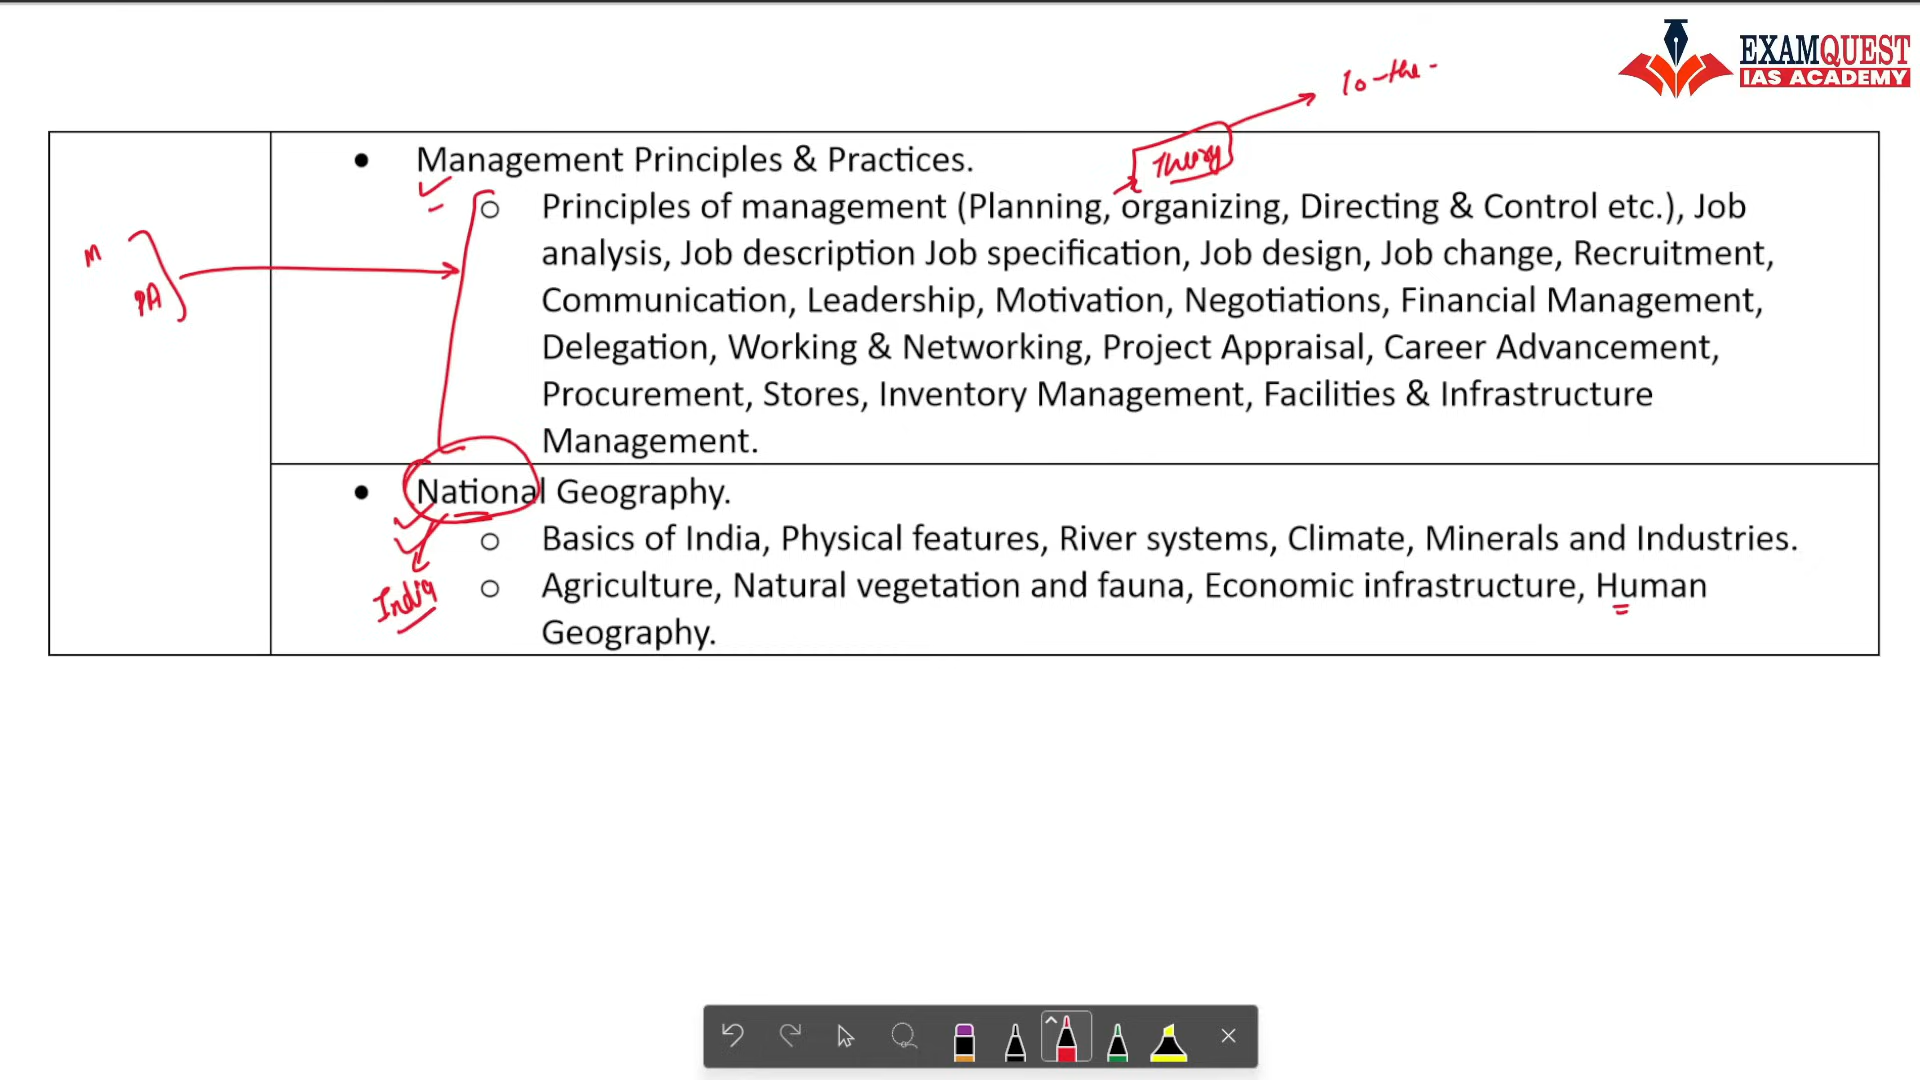 EXAMQUEST
IAS ACADEMY
To-the-
Theory
• Management Principles & Practices.
o Principles of management (Planning, organizing, Directing & Control etc.), Job
analysis, Job description Job specification, Job design, Job change, Recruitment,
Communication, Leadership, Motivation, Negotiations, Financial Management,
Delegation, Working & Networking, Project Appraisal, Career Advancement,
Procurement, Stores, Inventory Management, Facilities & Infrastructure
Management.
M
PA
• National Geography.
o Basics of India, Physical features, River systems, Climate, Minerals and Industries.
o Agriculture, Natural vegetation and fauna, Economic infrastructure, Human
Geography.
India